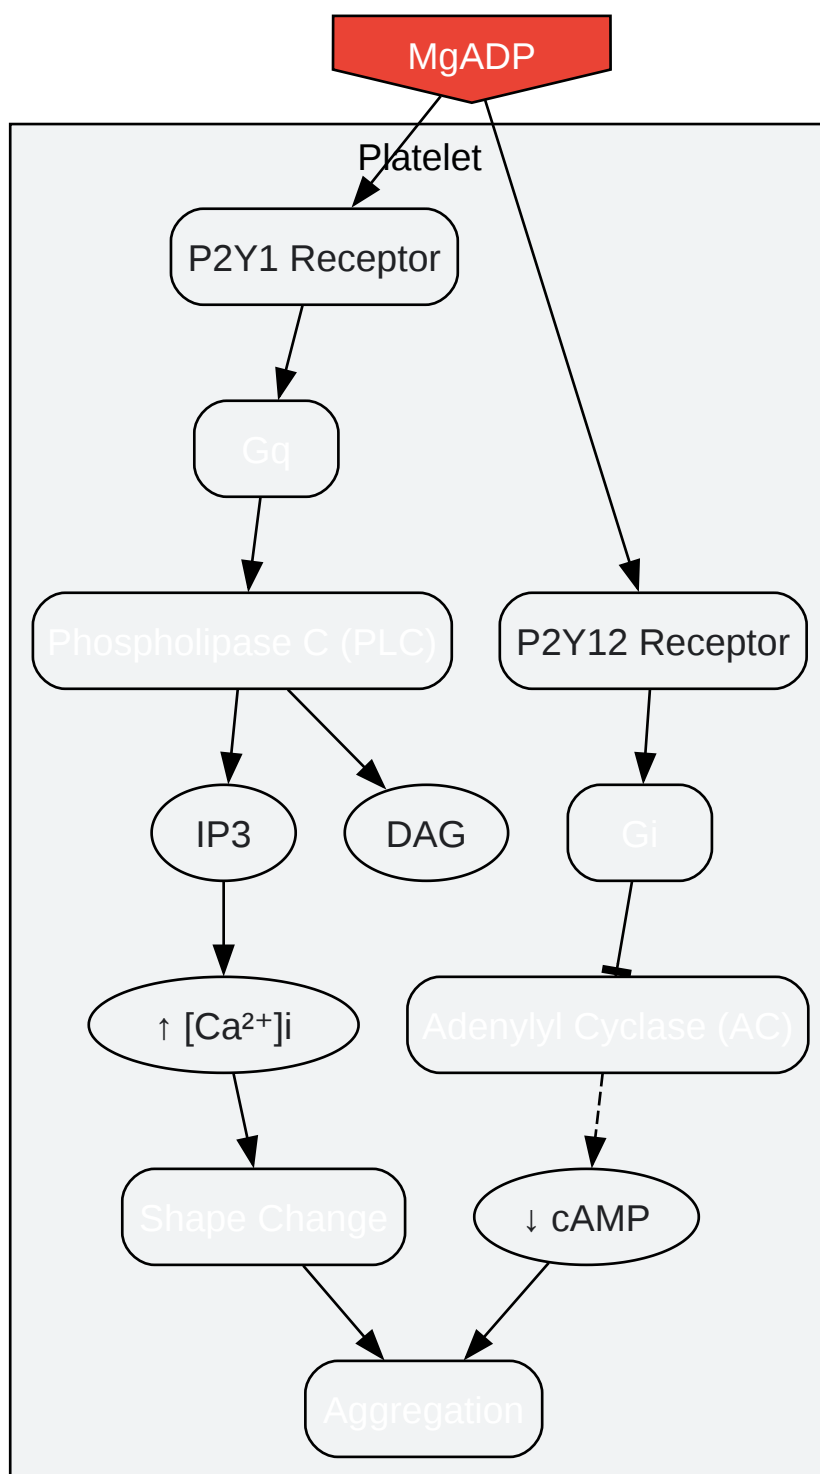 MgADP
Platelet
P2Y1 Receptor
Gq
Phospholipase C (PLC)
P2Y12 Receptor
IP3
DAG
Gi
↑ [Ca²⁺]i
Adenylyl Cyclase (AC)
Shape Change
↓ cAMP
Aggregation